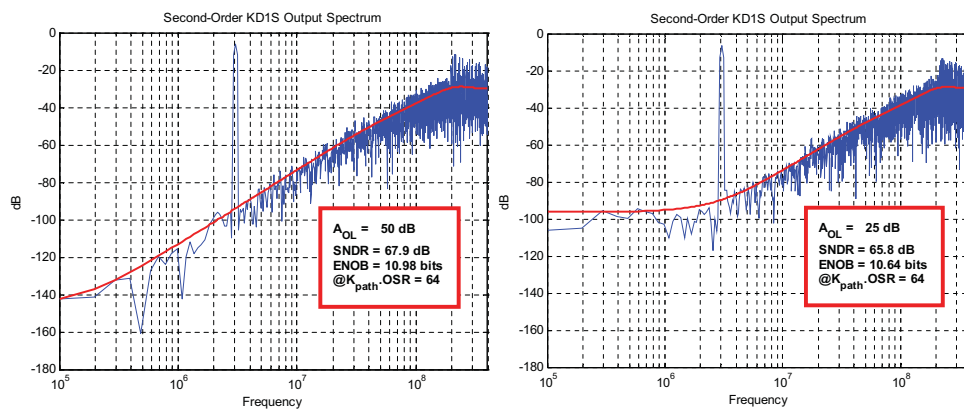 Second-Order KD1S Output Spectrum
0
-20
-40
-60
-80
-100
-120
-140
-160
-180
dB
10^5
10^6
10^7
10^8
Frequency
A_OL = 50 dB
SNDR = 67.9 dB
ENOB = 10.98 bits
@K_path.OSR = 64
Second-Order KD1S Output Spectrum
0
-20
-40
-60
-80
-100
-120
-140
-160
-180
dB
10^5
10^6
10^7
10^8
Frequency
A_OL = 25 dB
SNDR = 65.8 dB
ENOB = 10.64 bits
@K_path.OSR = 64